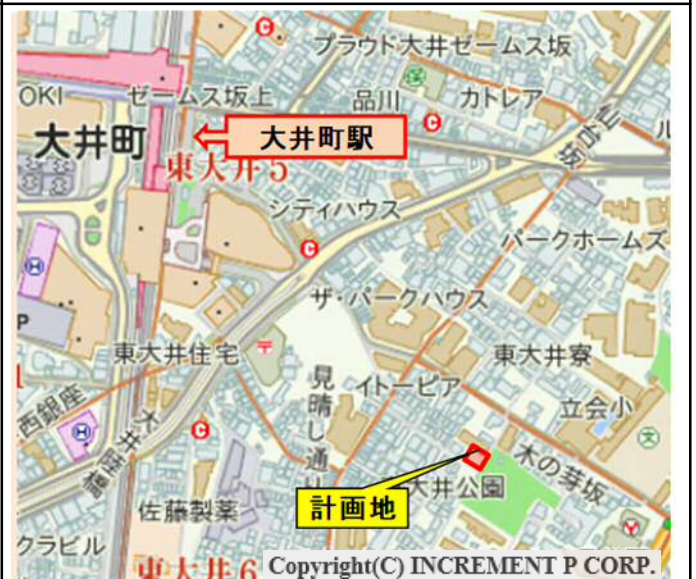 プラウド大井ゼームス坂
OKI
ゼームス坂上
品川
カトレア
仙台坂
ル
大井町
大井町駅
東大井5
シティハウス
パークホームズ
ザ・パークハウス
P
東大井住宅
見晴し通り
イトーピア
東大井寮
西銀座
大井陸橋
立会小
木の芽坂
計画地
大井公園
佐藤製薬
クラビル
東大井6
Copyright(C) INCREMENT P CORP.